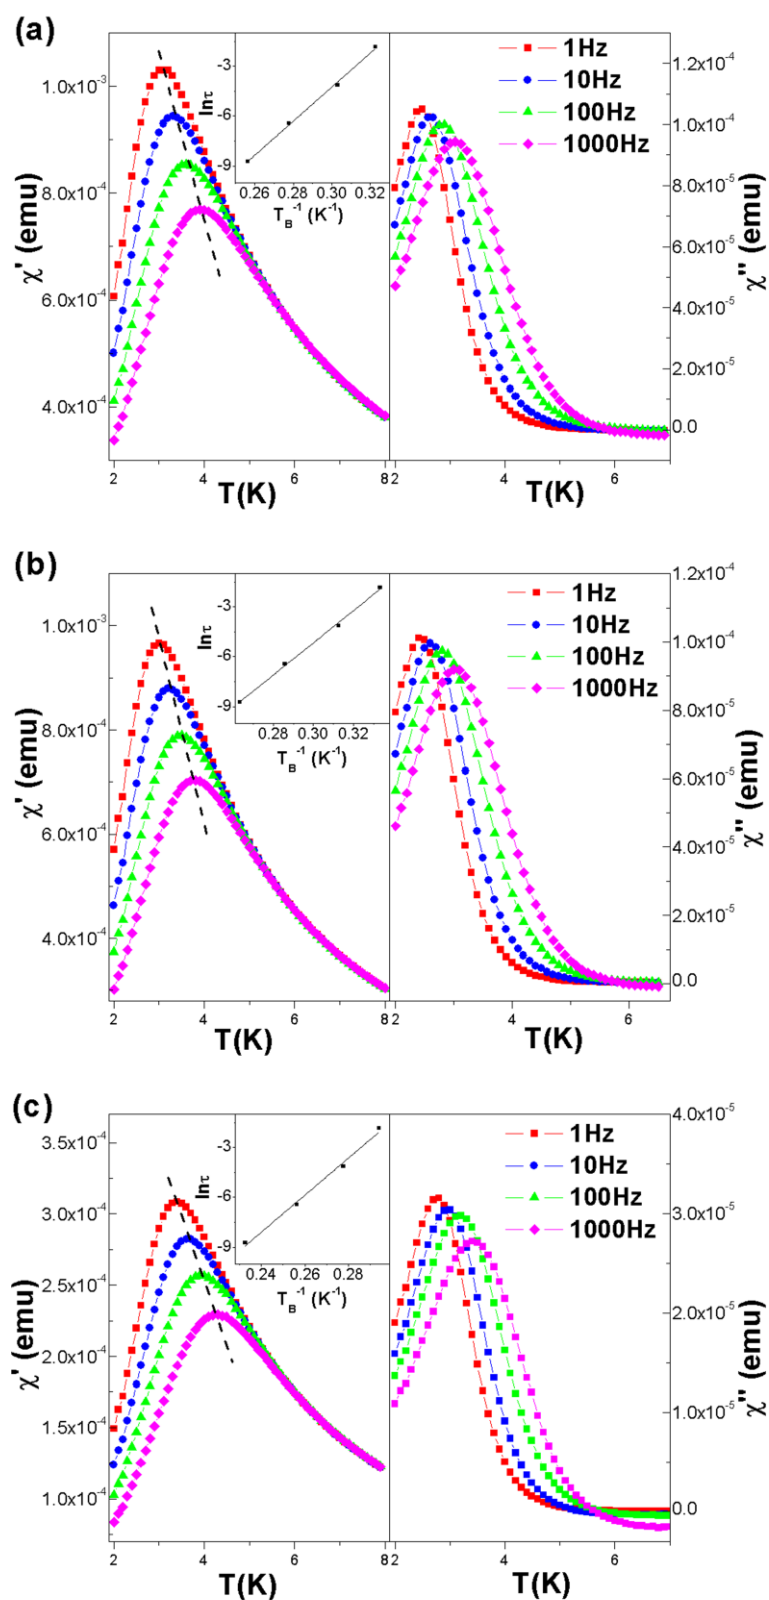 (a)
1.0x10-3
8.0x10-4
6.0x10-4
4.0x10-4
χ' (emu)
2 4 6 8
T(K)
lnτ
-3
-6
-9
0.26 0.28 0.30 0.32
TB-1 (K-1)
1Hz
10Hz
100Hz
1000Hz
2 4 6
T(K)
1.2x10-4
1.0x10-4
8.0x10-5
6.0x10-5
4.0x10-5
2.0x10-5
0.0
χ'' (emu)
(b)
1.0x10-3
8.0x10-4
6.0x10-4
4.0x10-4
χ' (emu)
2 4 6 8
T(K)
lnτ
-3
-6
-9
0.26 0.28 0.30 0.32
TB-1 (K-1)
1Hz
10Hz
100Hz
1000Hz
2 4 6
T(K)
1.2x10-4
1.0x10-4
8.0x10-5
6.0x10-5
4.0x10-5
2.0x10-5
0.0
χ'' (emu)
(c)
3.5x10-4
3.0x10-4
2.5x10-4
2.0x10-4
1.5x10-4
1.0x10-4
χ' (emu)
2 4 6 8
T(K)
lnτ
-3
-6
-9
0.24 0.26 0.28
TB-1 (K-1)
1Hz
10Hz
100Hz
1000Hz
2 4 6
T(K)
4.0x10-5
3.0x10-5
2.0x10-5
1.0x10-5
0.0
χ'' (emu)